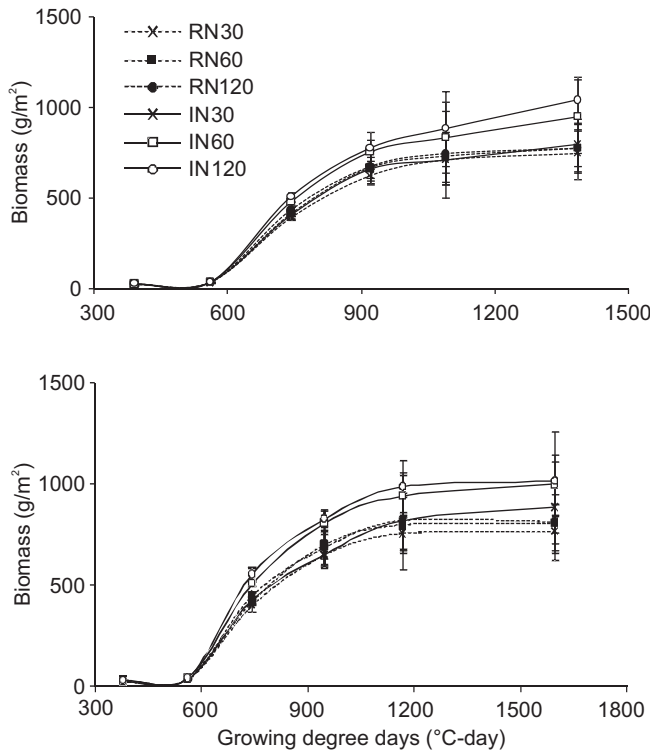 1500
RN30
RN60
RN120
1000
IN30
IN60
IN120
Biomass (g/m²)
500
0
300 600 900 1200 1500
1500
1000
Biomass (g/m²)
500
0
300 600 900 1200 1500 1800
Growing degree days (°C-day)